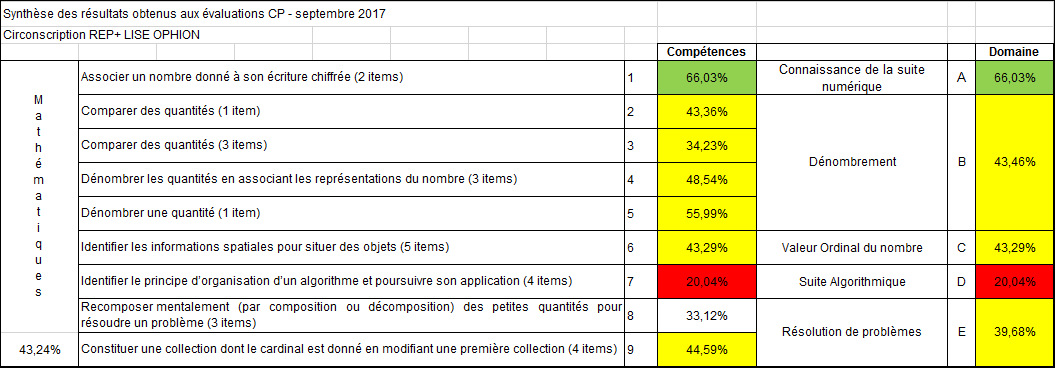 Synthèse des résultats obtenus aux évaluations CP - septembre 2017
Circonscription REP+ LISE OPHION
Compétences Domaine
Mathématiques
Associer un nombre donné à son écriture chiffrée (2 items) 1 66,03% Connaissance de la suite
numérique A 66,03%
Comparer des quantités (1 item) 2 43,36%
Comparer des quantités (3 items) 3 34,23%
Dénombrement B 43,46%
Dénombrer les quantités en associant les représentations du nombre (3 items) 4 48,54%
Dénombrer une quantité (1 item) 5 55,99%
Identifier les informations spatiales pour situer des objets (5 items) 6 43,29% Valeur Ordinal du nombre C 43,29%
Identifier le principe d'organisation d'un algorithme et poursuivre son application (4 items) 7 20,04% Suite Algorithmique D 20,04%
Recomposer mentalement (par composition ou décomposition) des petites quantités pour
résoudre un problème (3 items) 8 33,12%
Résolution de problèmes E 39,68%
43,24% Constituer une collection dont le cardinal est donné en modifiant une première collection (4 items) 9 44,59%